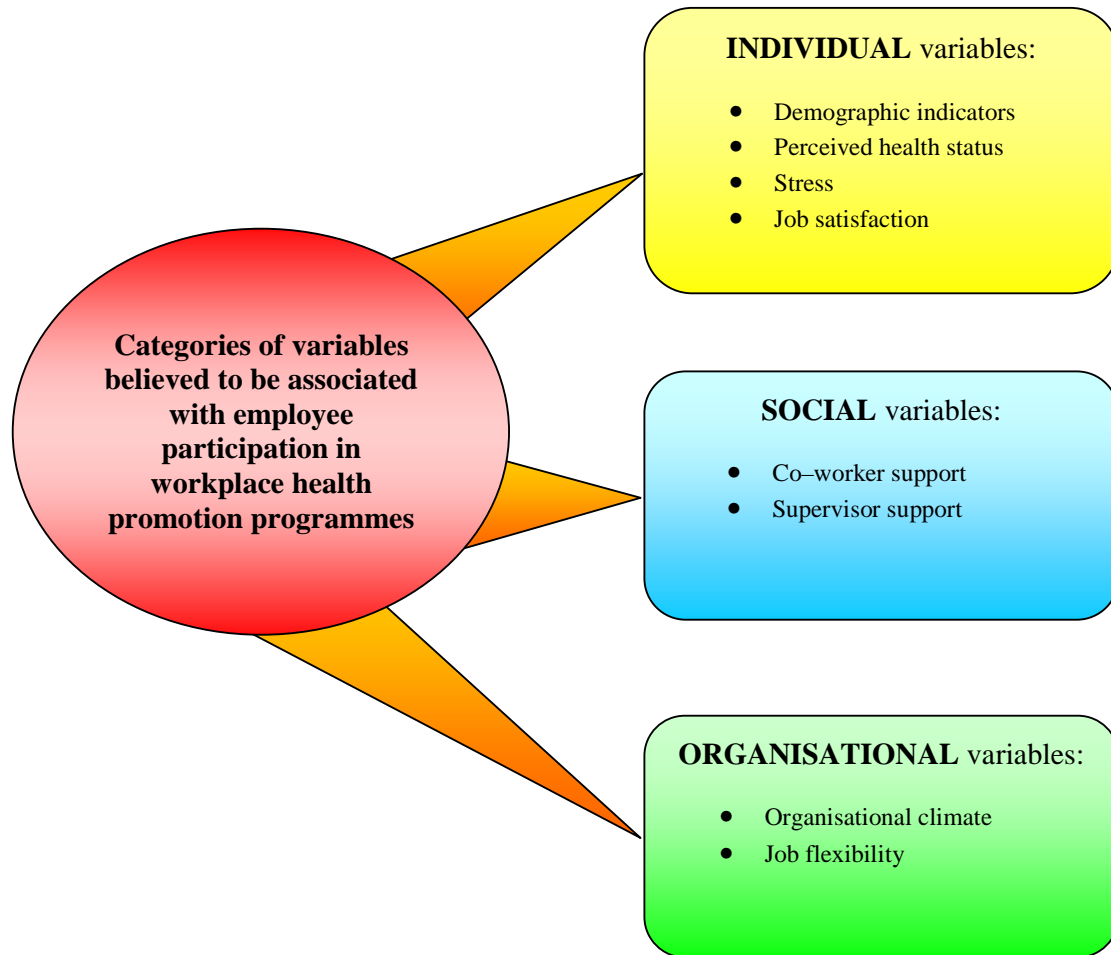 Categories of variables
believed to be associated
with employee
participation in
workplace health
promotion programmes
INDIVIDUAL variables:
• Demographic indicators
• Perceived health status
• Stress
• Job satisfaction
SOCIAL variables:
• Co–worker support
• Supervisor support
ORGANISATIONAL variables:
• Organisational climate
• Job flexibility